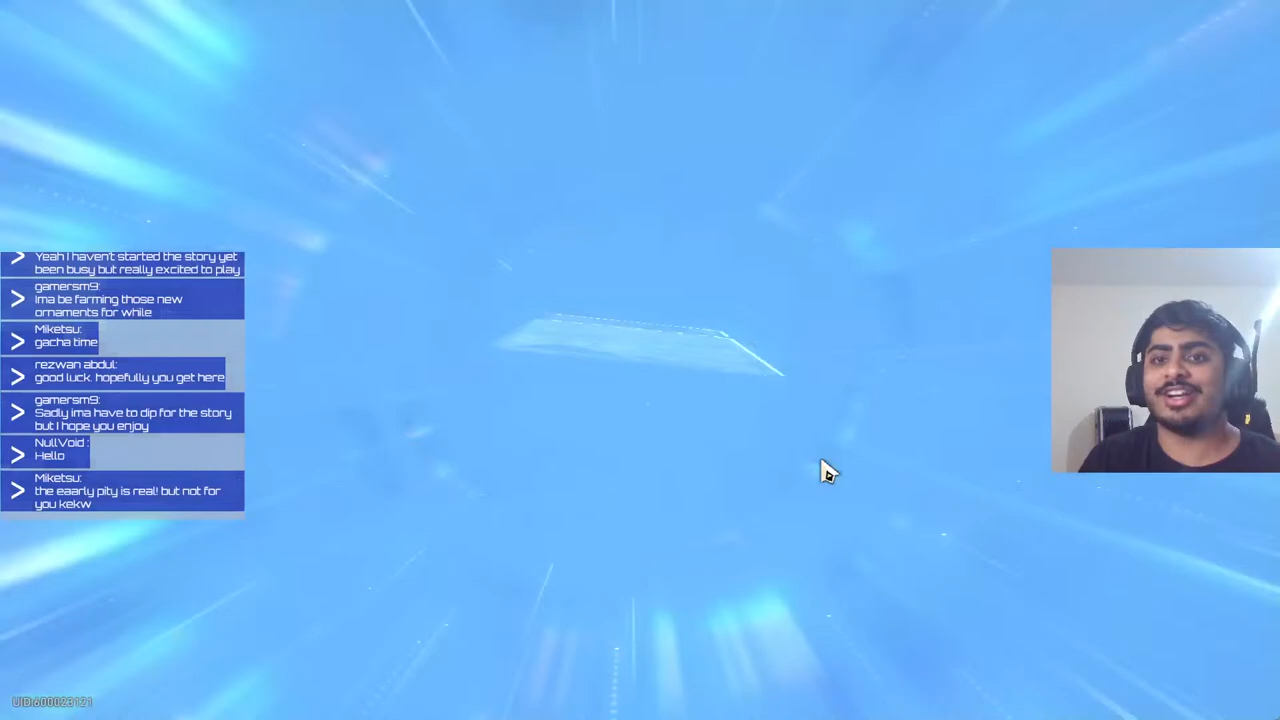 Yeah I haven't started the story yet
been busy but really excited to play
gamersm9:
Ima be farming those new
ornaments for while
Miketsu:
gacha time
rezwan abdul:
good luck. hopefully you get here
gamersm9:
Sadly ima have to dip for the story
but I hope you enjoy
NullVoid :
Hello
Miketsu:
the eaarly pity is real! but not for
you kekw
UID:600023121